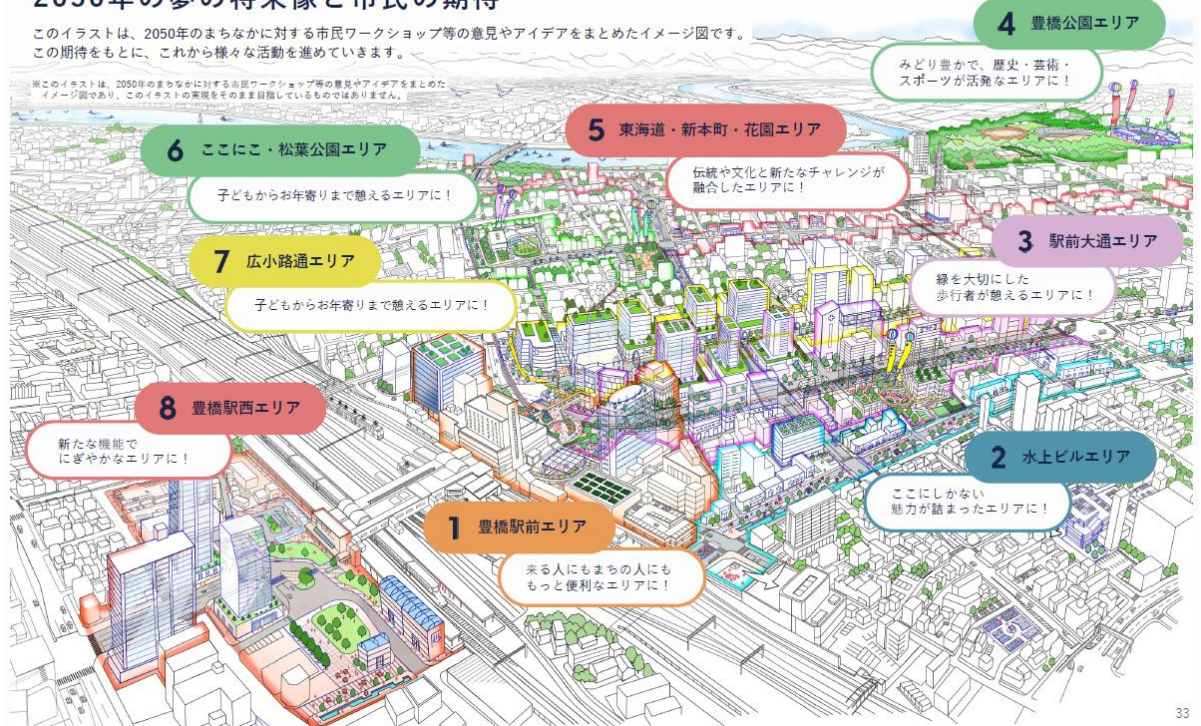 2050年の夢の将来像と市民の期待
このイラストは、2050年のまちなかに対する市民ワークショップ等の意見やアイデアをまとめたイメージ図です。
この期待をもとに、これから様々な活動を進めていきます。
※このイラストは、2050年のまちなかに対する市民ワークショップ等の意見やアイデアをまとめた
イメージ図であり、このイラストの実現をそのまま目指しているものではありません。
4 豊橋公園エリア
みどり豊かで、歴史・芸術・
スポーツが活発なエリアに！
5 東海道・新本町・花園エリア
伝統や文化と新たなチャレンジが
融合したエリアに！
6 ここにこ・松葉公園エリア
子どもからお年寄りまで憩えるエリアに！
3 駅前大通エリア
緑を大切にした
歩行者が憩えるエリアに！
7 広小路通エリア
子どもからお年寄りまで憩えるエリアに！
8 豊橋駅西エリア
新たな機能で
にぎやかなエリアに！
2 水上ビルエリア
ここにしかない
魅力が詰まったエリアに！
1 豊橋駅前エリア
来る人にもまちの人にも
もっと便利なエリアに！
33